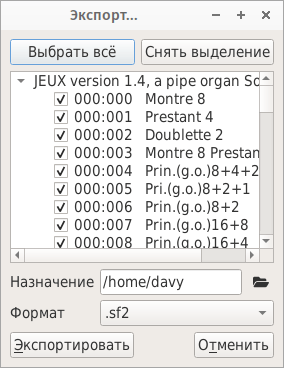 Экспорт...
Выбрать всё Снять выделение
JEUX version 1.4, a pipe organ So
000:000 Montre 8
000:001 Prestant 4
000:002 Doublette 2
000:003 Montre 8 Prestan
000:004 Prin.(g.o.)8+4+2
000:005 Pri.(g.o.)8+2+1
000:006 Prin.(g.o.)8+2
000:007 Prin.(g.o.)16+8
000:008 Prin.(g.o.)16+4
Назначение /home/davy
Формат .sf2
Экспортировать Отменить